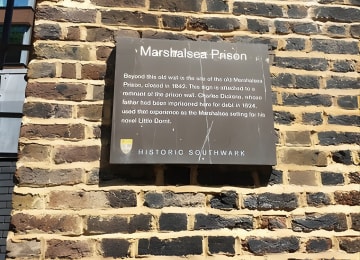 Marshalsea Prison
Beyond this old wall is the site of the old Marshalsea
Prison, closed in 1842. This sign is attached to a
remnant of the prison wall. Charles Dickens, whose
father had been imprisoned here for debt in 1824,
used that experience as the Marshalsea setting for his
novel Little Dorrit.
HISTORIC SOUTHWARK